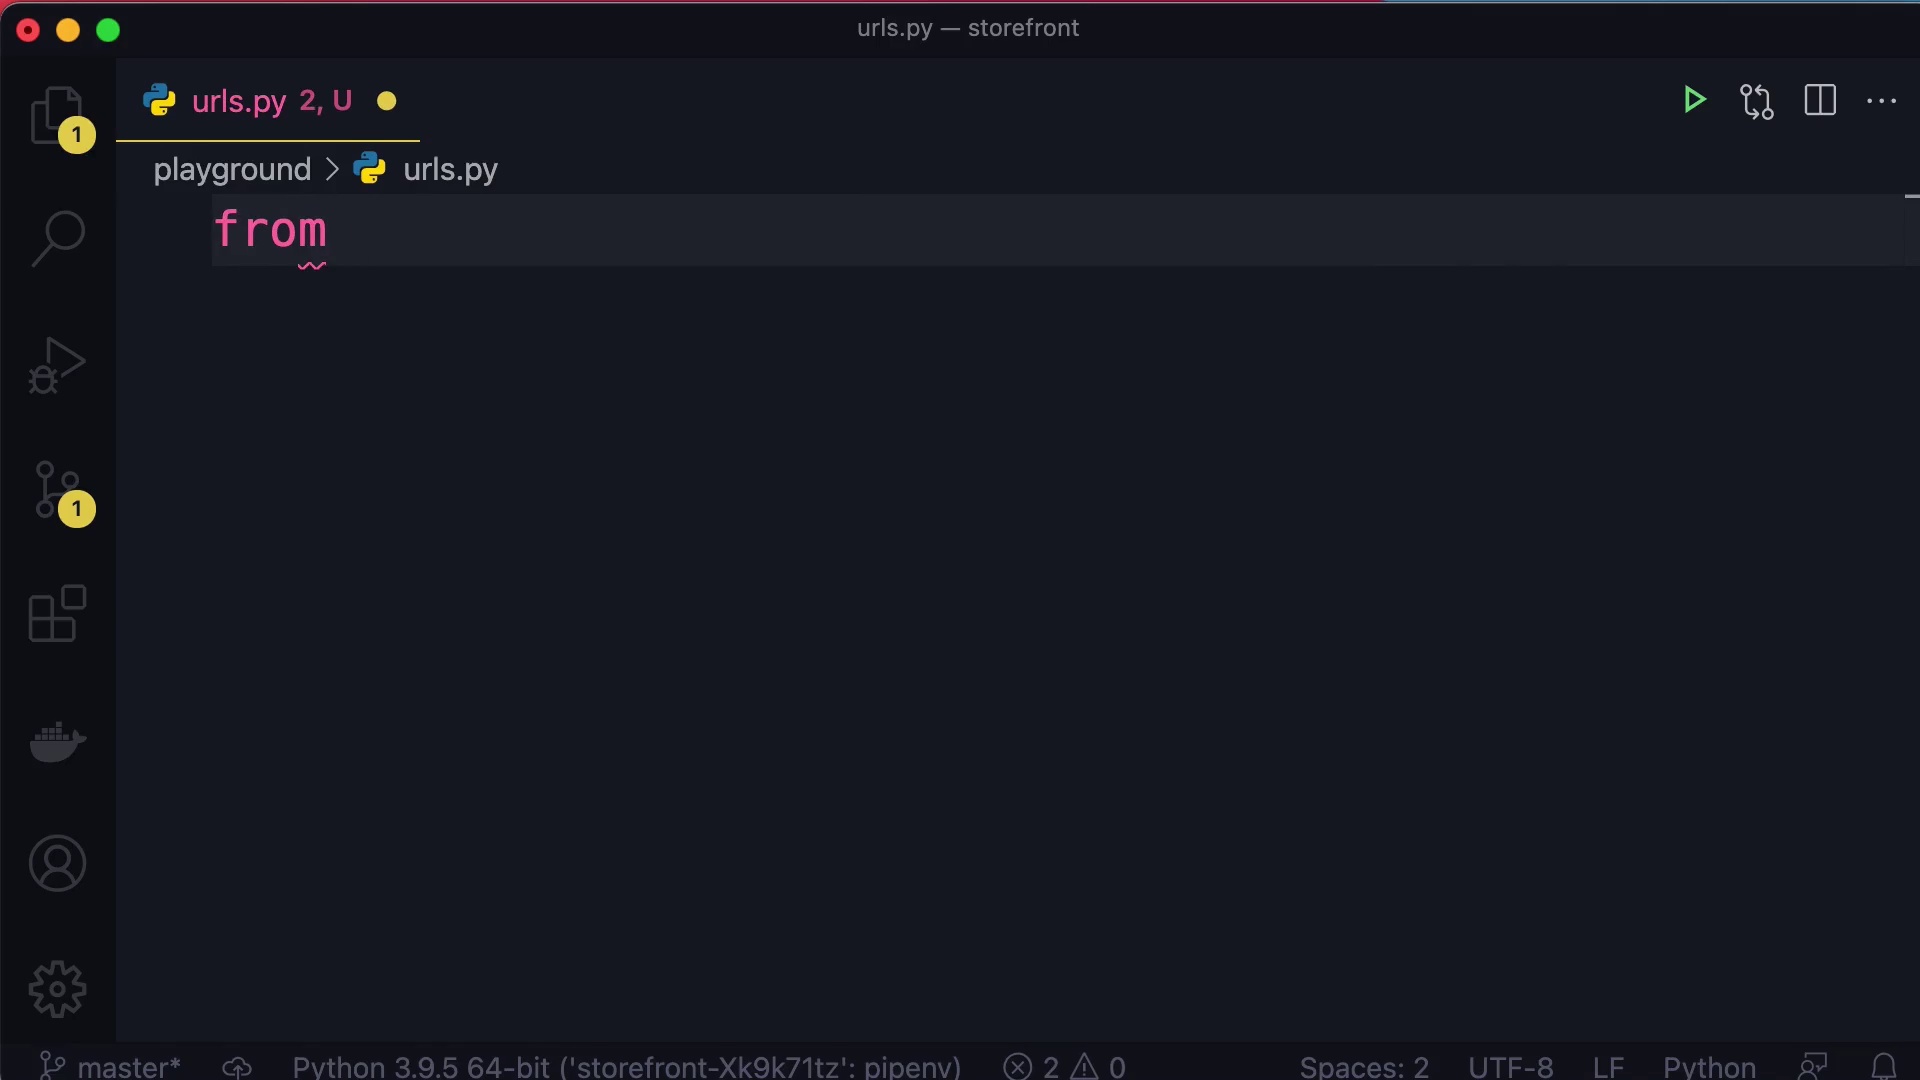 urls.py — storefront
urls.py 2, U
1
playground > urls.py
from
1
master* Python 3.9.5 64-bit ('storefront-Xk9k71tz': pipenv) 2 0 Spaces: 2 UTF-8 LF Python